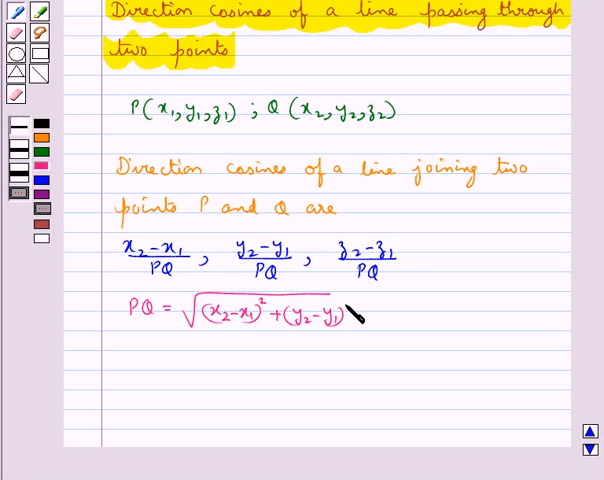 Direction cosines of a line passing through
two points
P(x₁, y₁, z₁) ; Q (x₂, y₂, z₂)
Direction cosines of a line joining two
points P and Q are
x₂-x₁/PQ , y₂-y₁/PQ , z₂-z₁/PQ
PQ = √(x₂-x₁)² + (y₂-y₁)